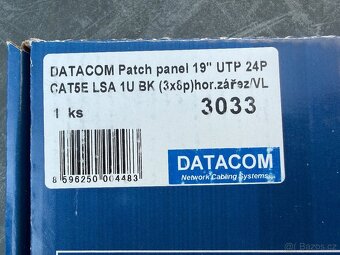 DATACOM Patch panel 19" UTP 24P
CAT5E LSA 1U BK (3x8p)hor.zářez/VL
1 ks
3033
8 596250 004483
DATACOM
Network Cabling Systems